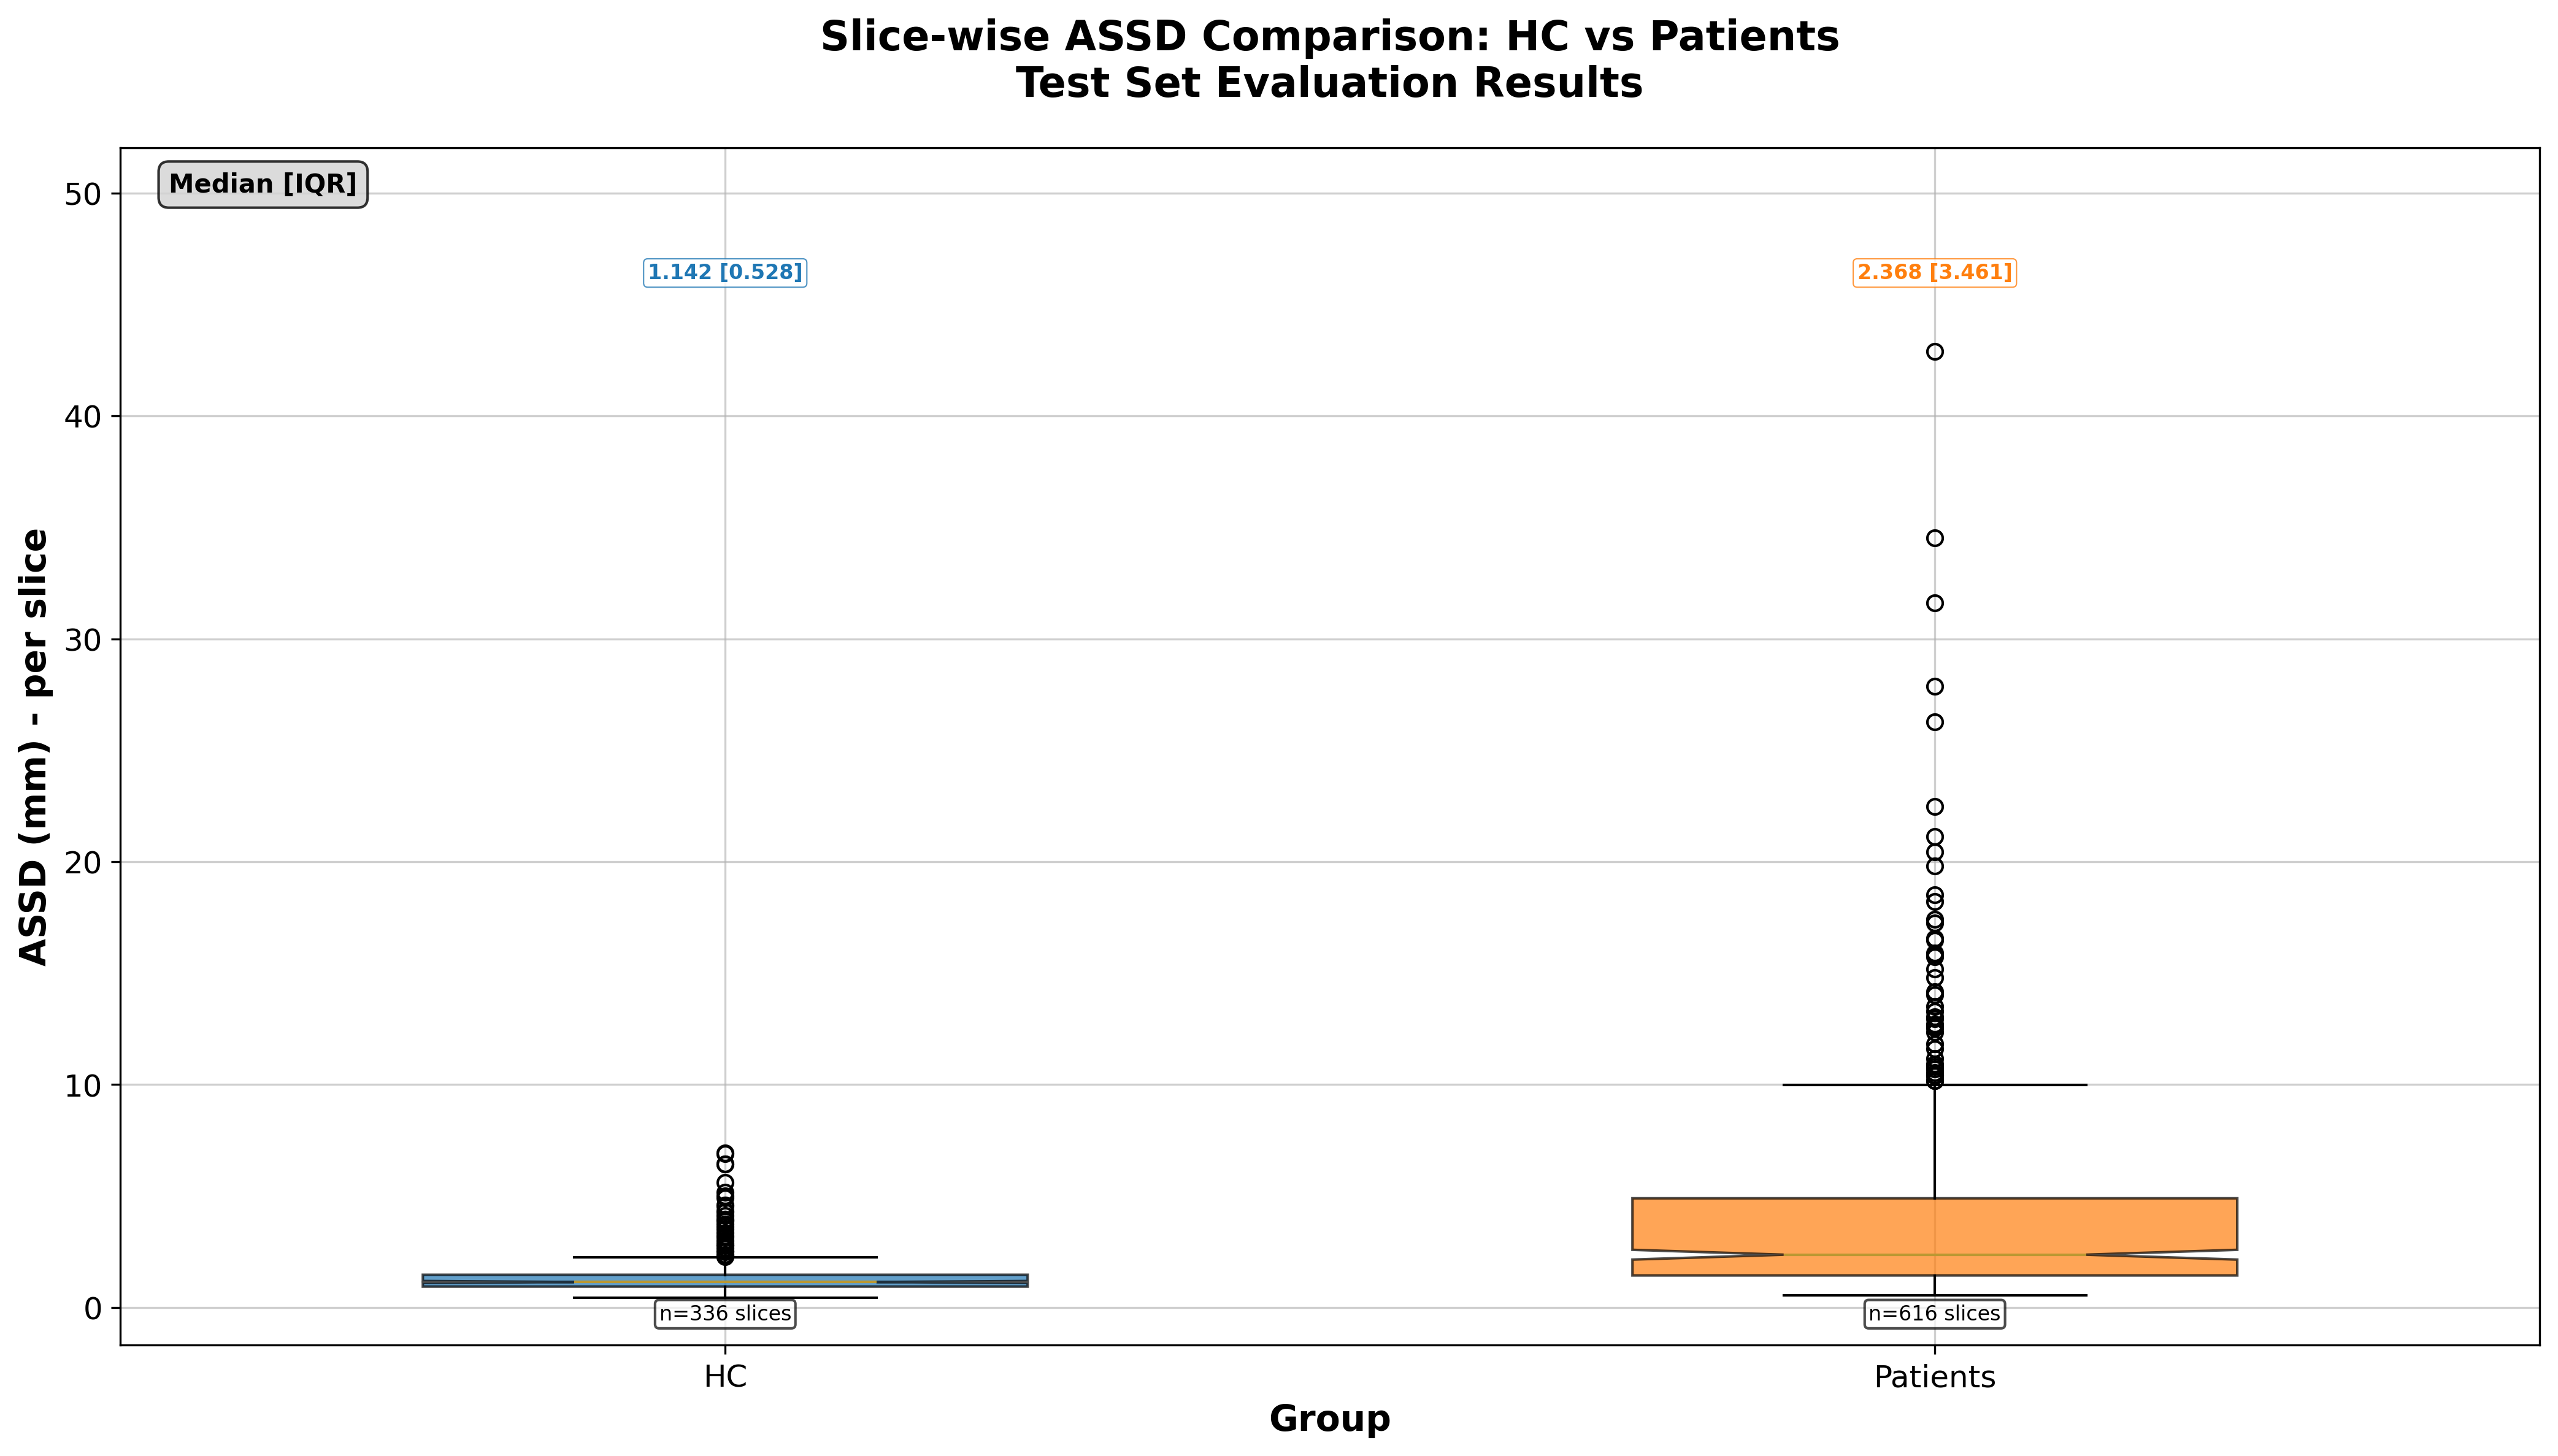 Slice-wise ASSD Comparison: HC vs Patients
Test Set Evaluation Results
Median [IQR]
1.142 [0.528]
2.368 [3.461]
50
40
30
20
10
0
ASSD (mm) - per slice
n=336 slices
n=616 slices
HC
Patients
Group